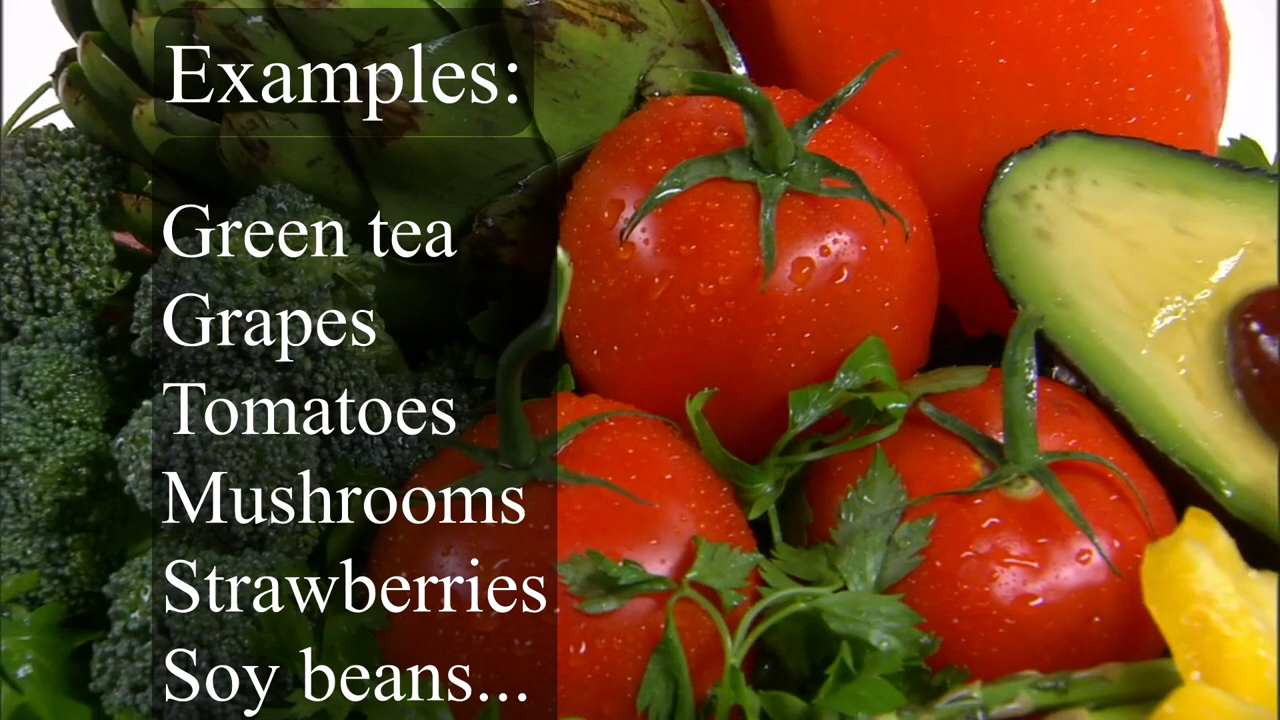 Examples:
Green tea
Grapes
Tomatoes
Mushrooms
Strawberries
Soy beans...